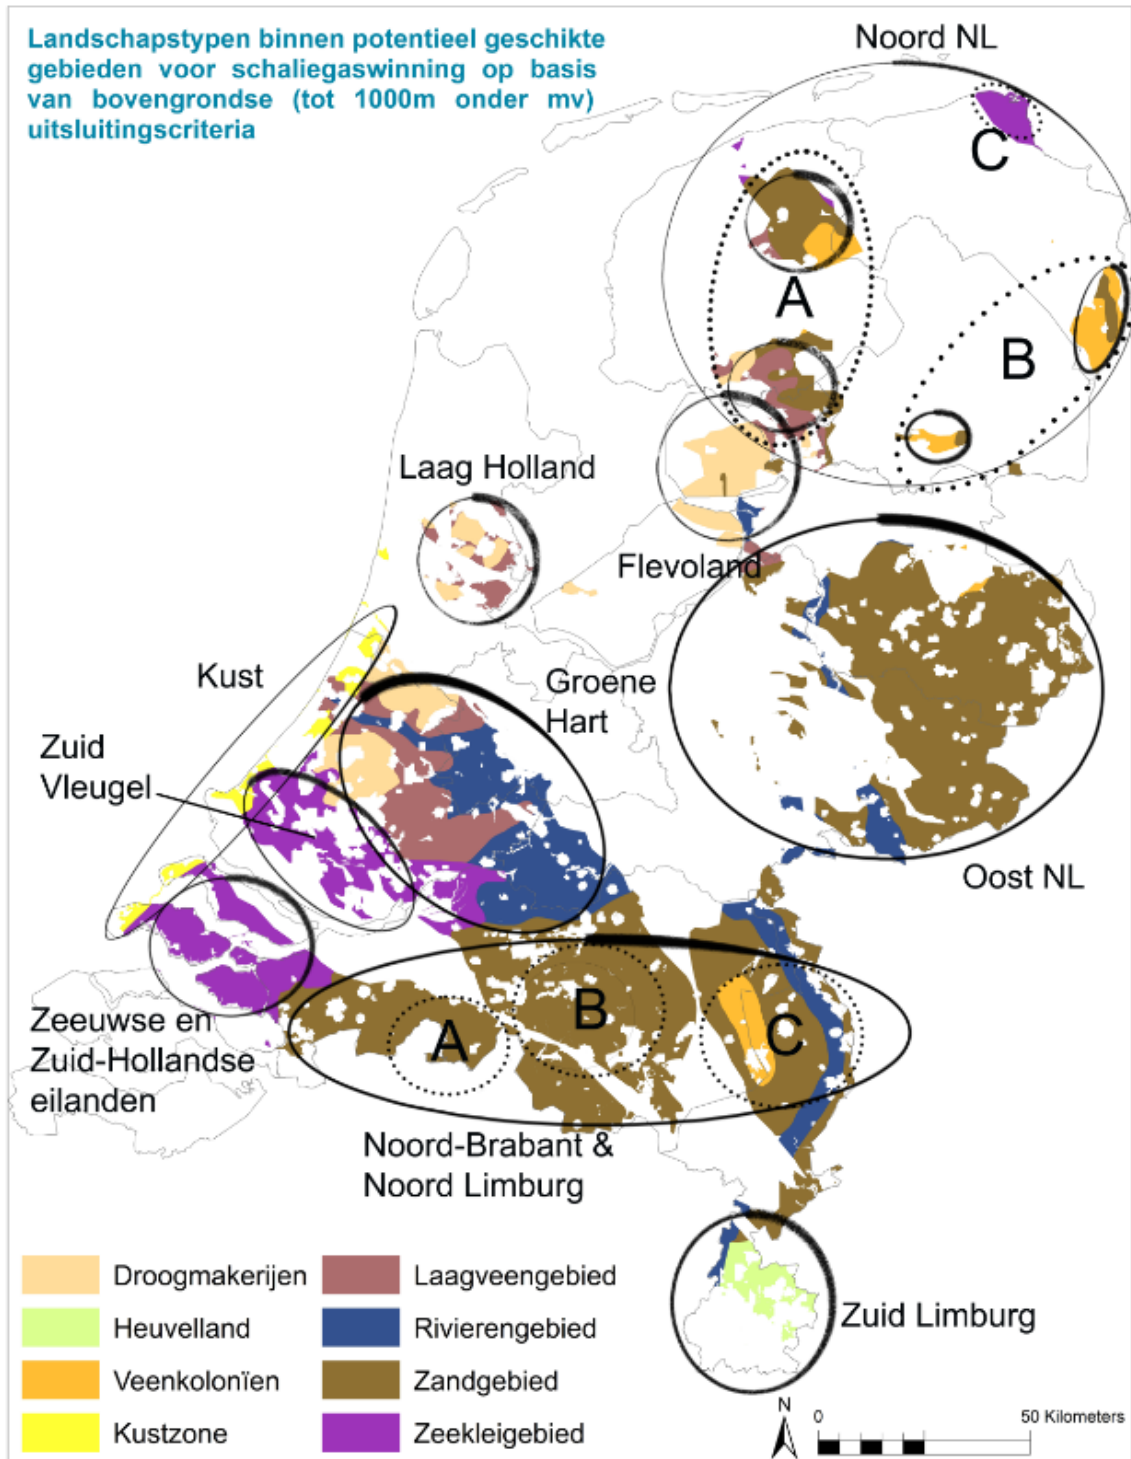 Landschapstypen binnen potentieel geschikte
gebieden voor schaliegaswinning op basis
van bovengrondse (tot 1000m onder mv)
uitsluitingscriteria
Noord NL
C
A
B
Laag Holland
Flevoland
Kust
Groene
Hart
Zuid
Vleugel
Oost NL
Zeeuwse en
Zuid-Hollandse
eilanden
A
B
C
Noord-Brabant &
Noord Limburg
Zuid Limburg
Droogmakerijen
Heuvelland
Veenkolonïen
Kustzone
Laagveengebied
Rivierengebied
Zandgebied
Zeekleigebied
N
0
50 Kilometers